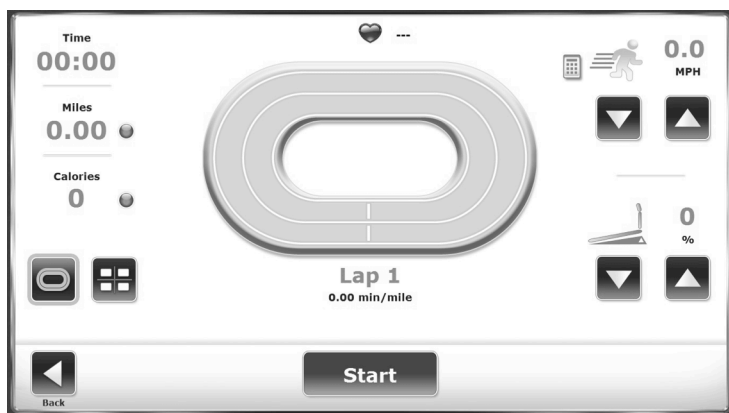 Time
00:00
Miles
0.00
Calories
0
---
0.0
MPH
0
%
Lap 1
0.00 min/mile
Back
Start